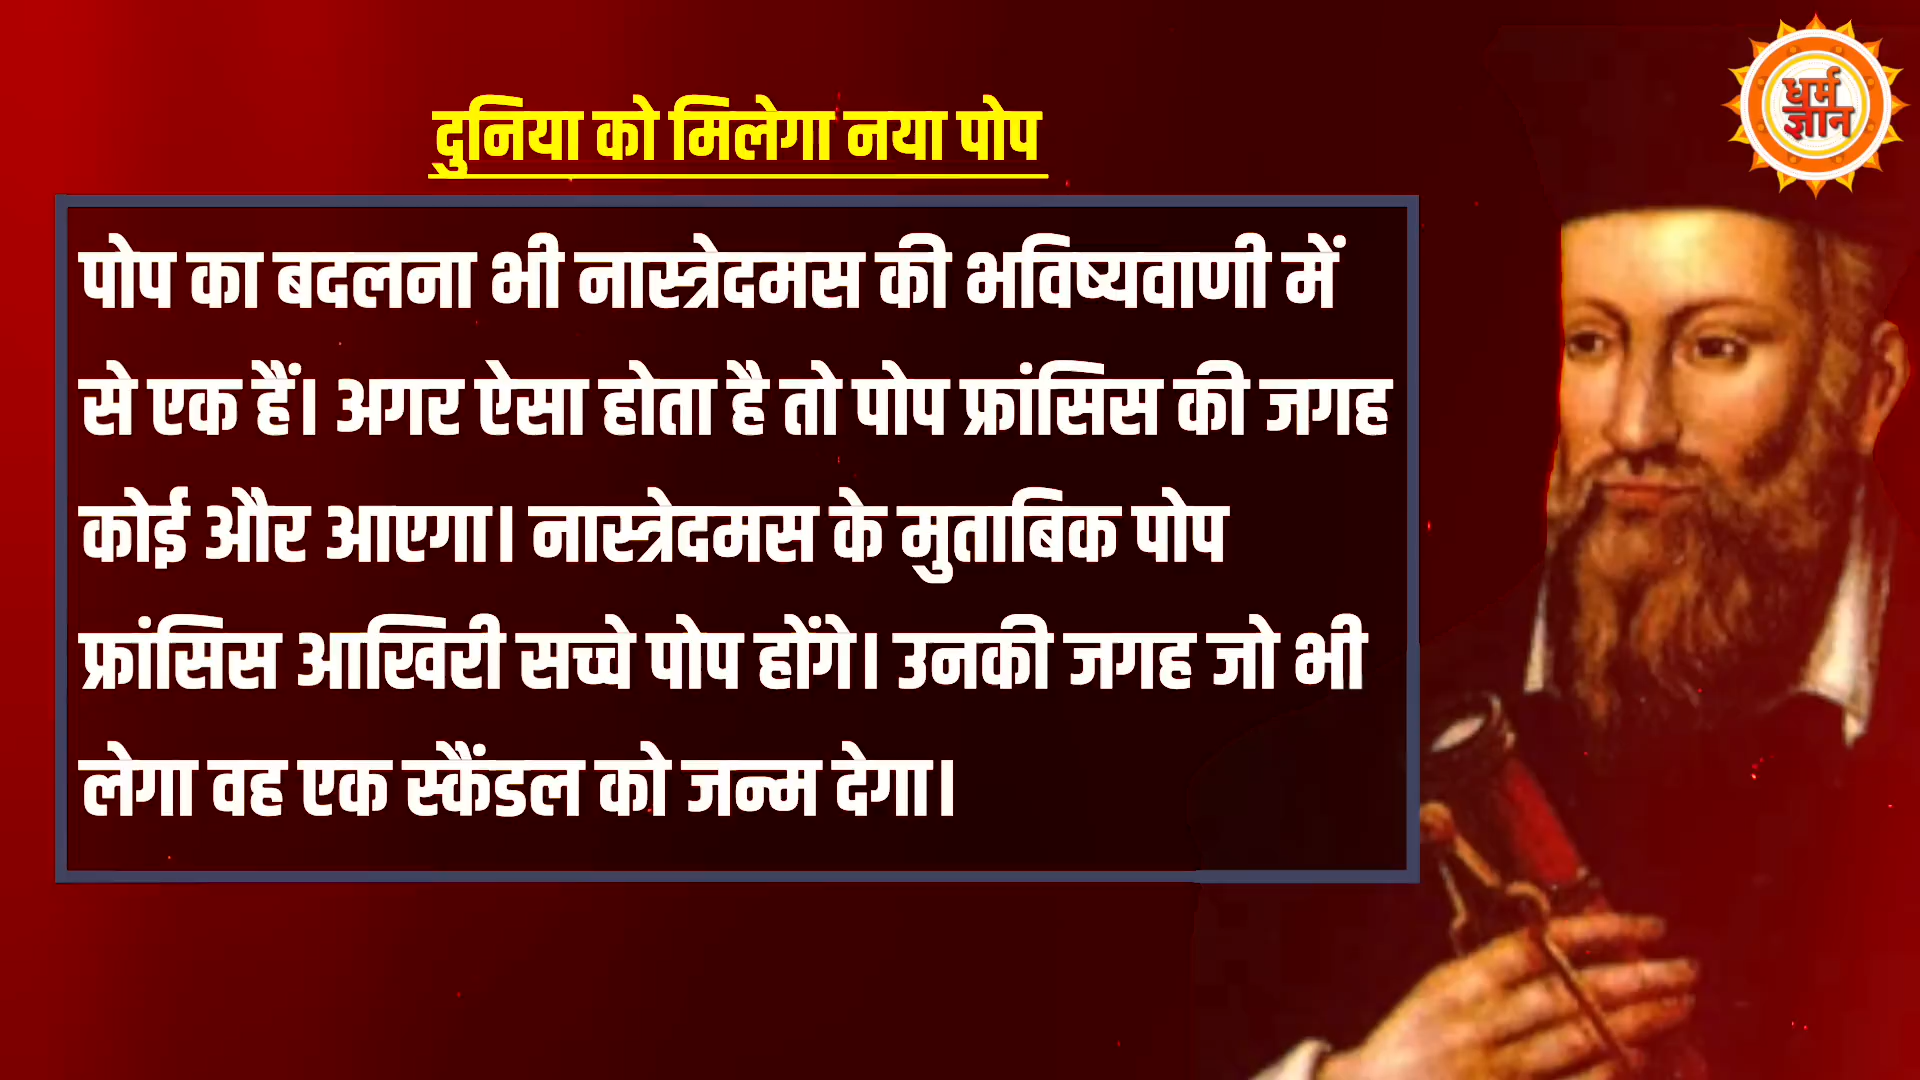 धर्म
ज्ञान
दुनिया को मिलेगा नया पोप
पोप का बदलना भी नास्त्रेदमस की भविष्यवाणी में
से एक हैं। अगर ऐसा होता है तो पोप फ्रांसिस की जगह
कोई और आएगा। नास्त्रेदमस के मुताबिक पोप
फ्रांसिस आखिरी सच्चे पोप होंगे। उनकी जगह जो भी
लेगा वह एक स्कैंडल को जन्म देगा।